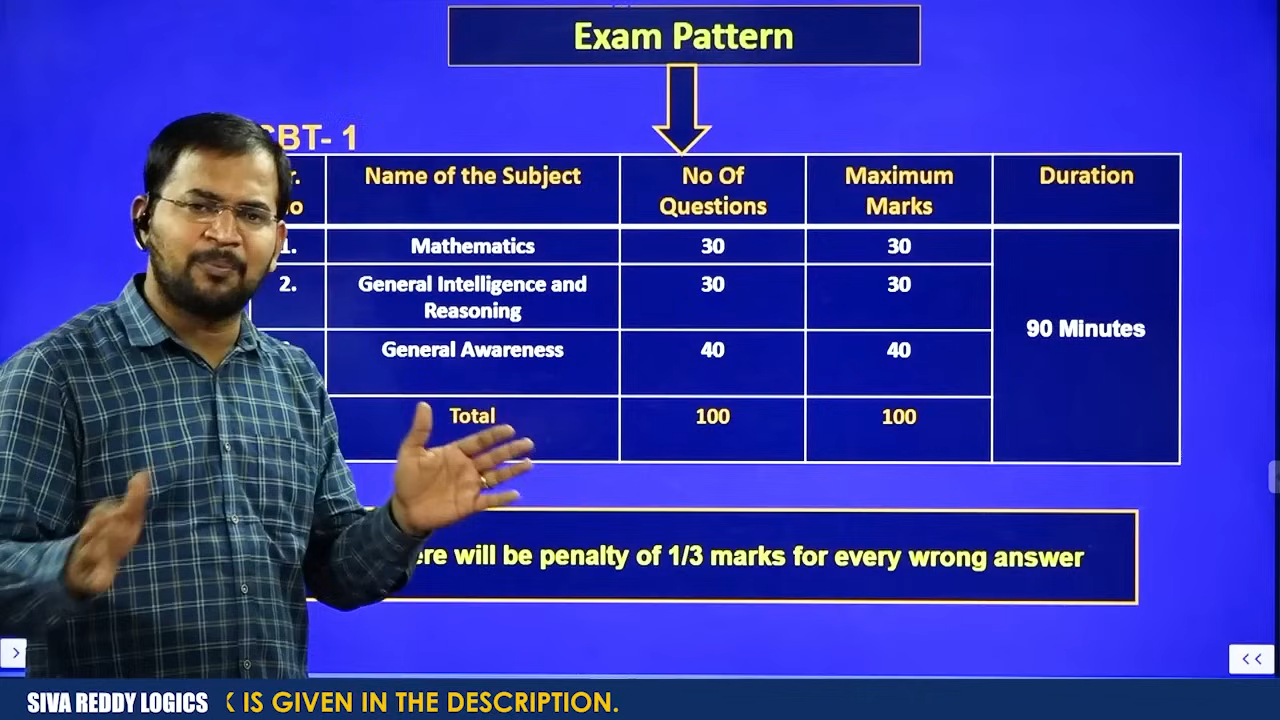 Exam Pattern
CBT- 1
Name of the Subject
No Of
Questions
Maximum
Marks
Duration
1.
Mathematics
30
30
2.
General Intelligence and
Reasoning
30
30
General Awareness
40
40
90 Minutes
Total
100
100
will be penalty of 1/3 marks for every wrong answer
SIVA REDDY LOGICS
IS GIVEN IN THE DESCRIPTION.